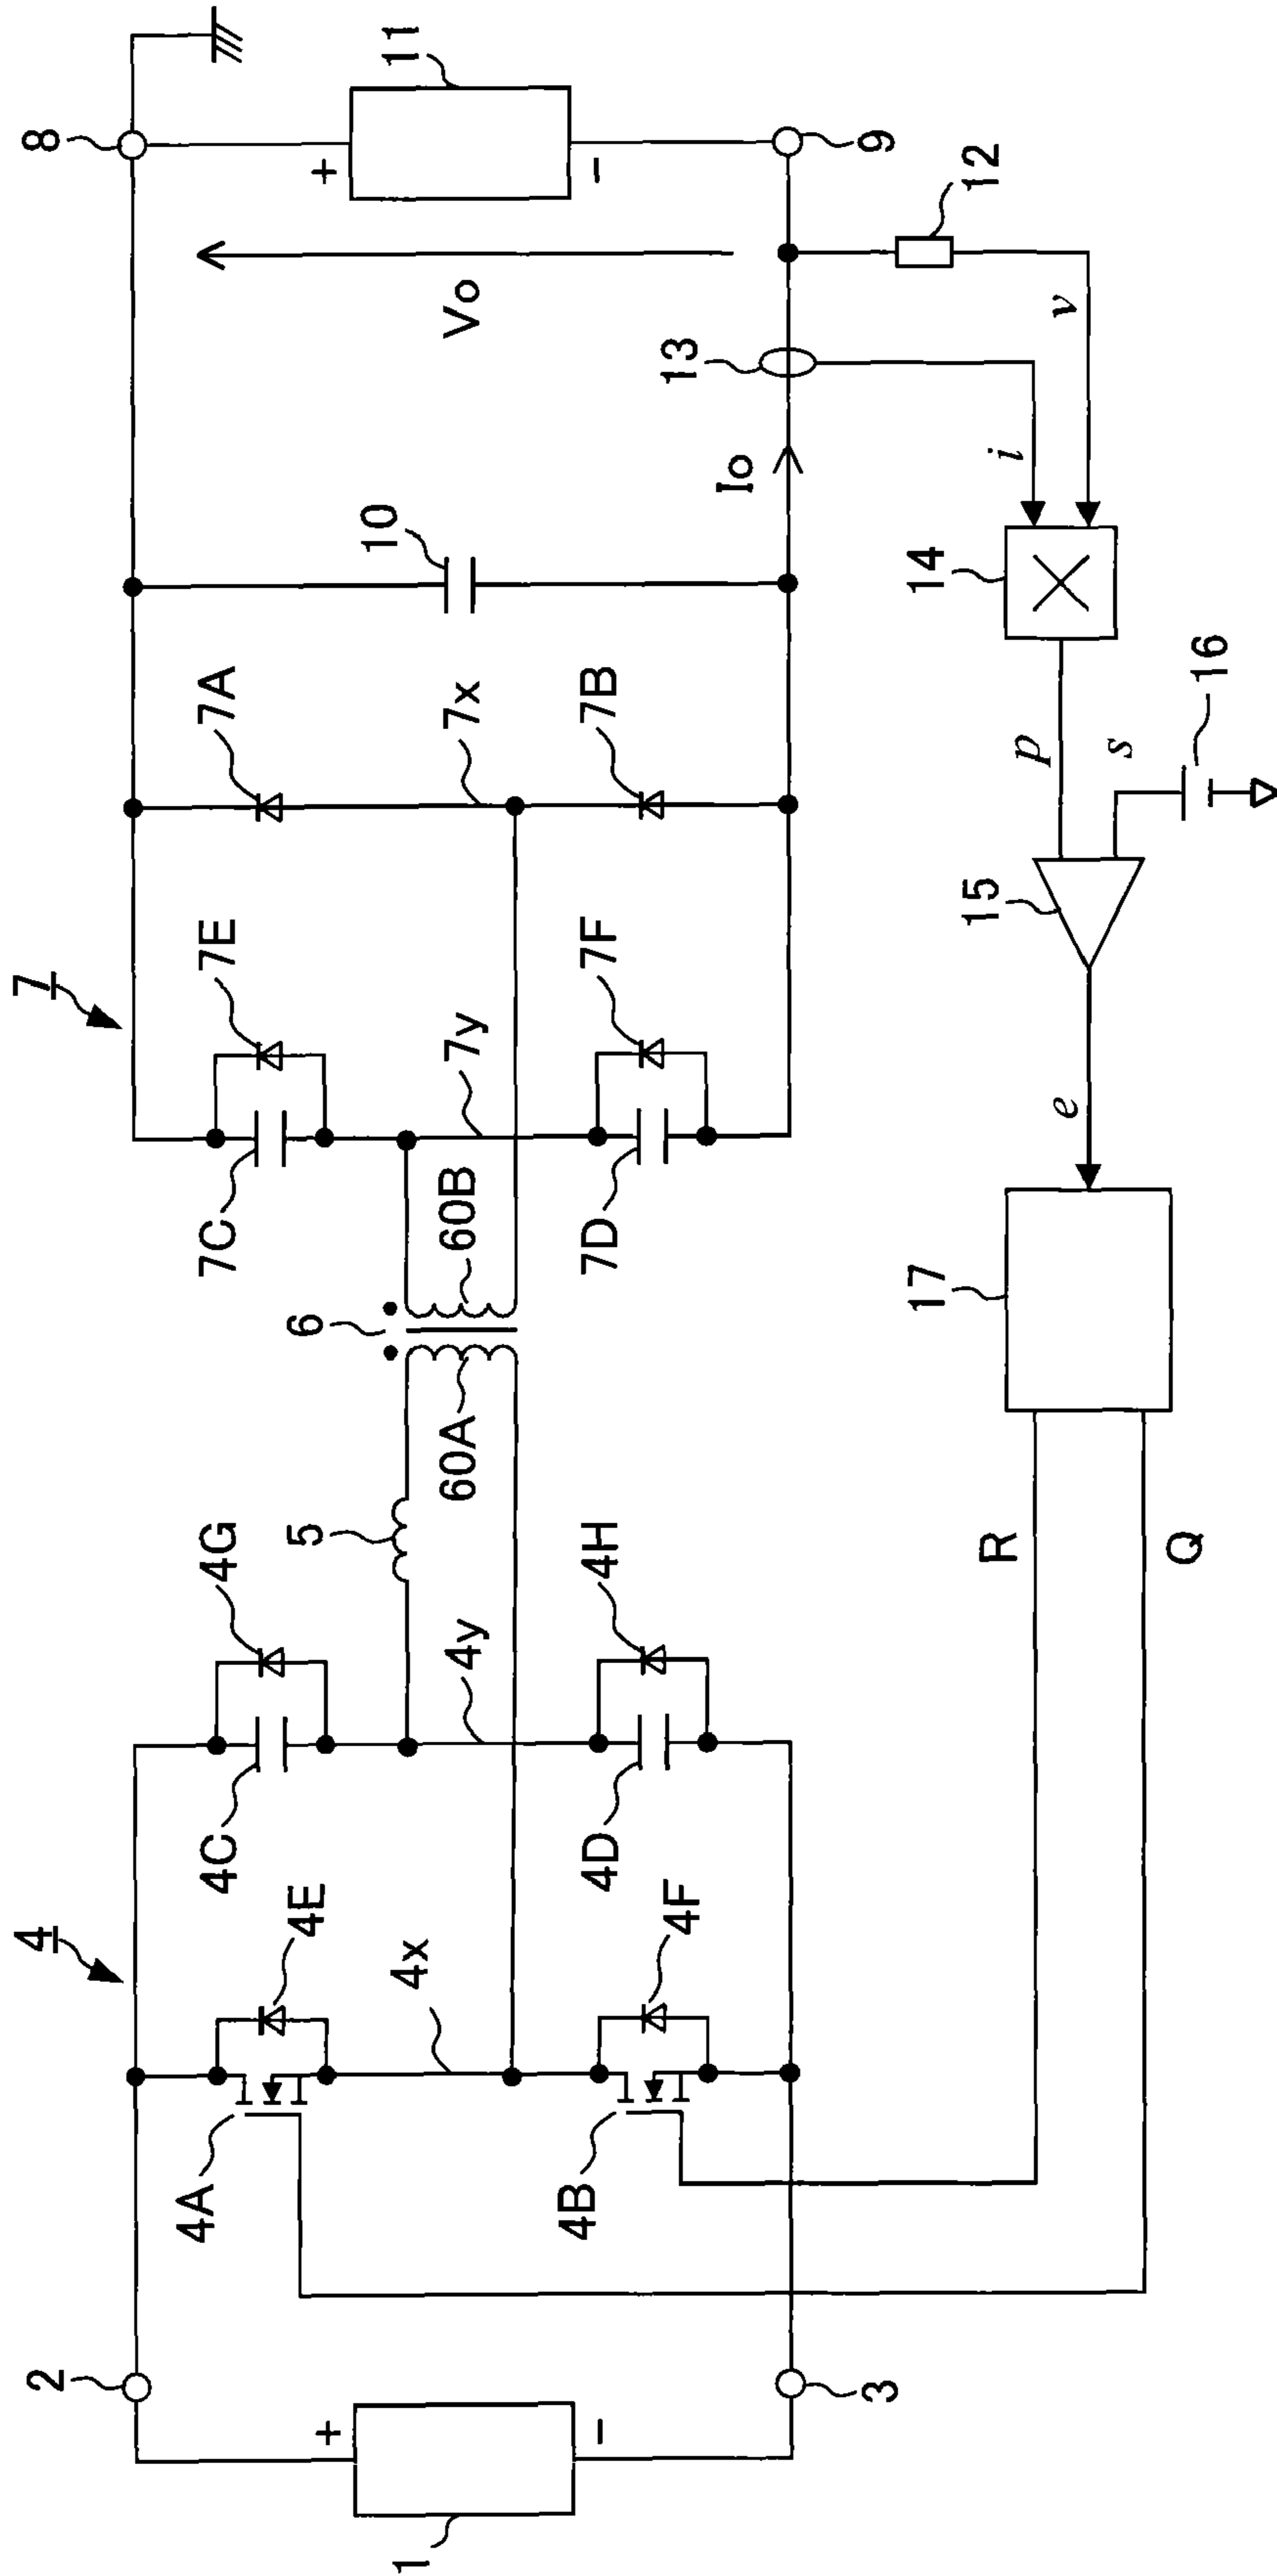 4
7
2
8
4A
4E
4C
4G
5
6
7C
7E
7A
10
+
+
11
1
4x
4y
60A
60B
7y
7x
Vo
−
−
4B
4F
4D
4H
7D
7F
7B
Io
13
3
9
12
R
Q
17
e
15
p
s
16
14
i
v